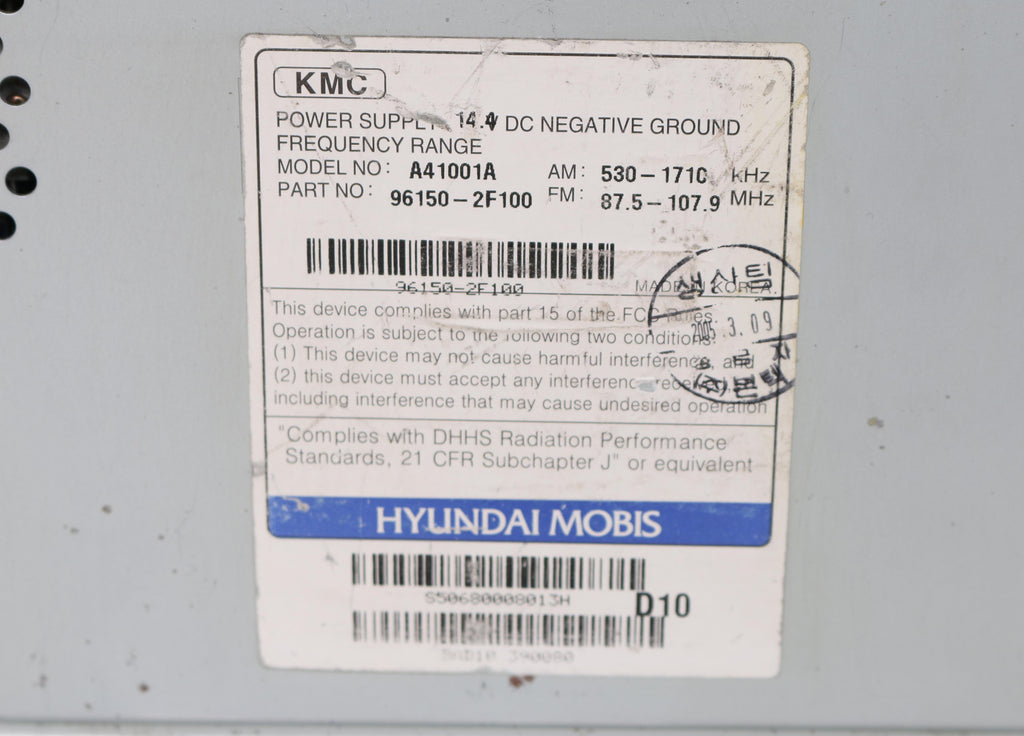 KMC
POWER SUPPLY 14.4V DC NEGATIVE GROUND
FREQUENCY RANGE
MODEL NO: A41001A AM: 530-1710 kHz
PART NO: 96150-2F100 FM: 87.5-107.9 MHz
96150-2F100
MADE IN KOREA.
This device complies with part 15 of the FCC Rules.
Operation is subject to the following two conditions:
(1) This device may not cause harmful interference, and
(2) this device must accept any interference received,
including interference that may cause undesired operation
2005 3.09
"Complies with DHHS Radiation Performance
Standards, 21 CFR Subchapter J" or equivalent
HYUNDAI MOBIS
S50680008013H
D10
390080